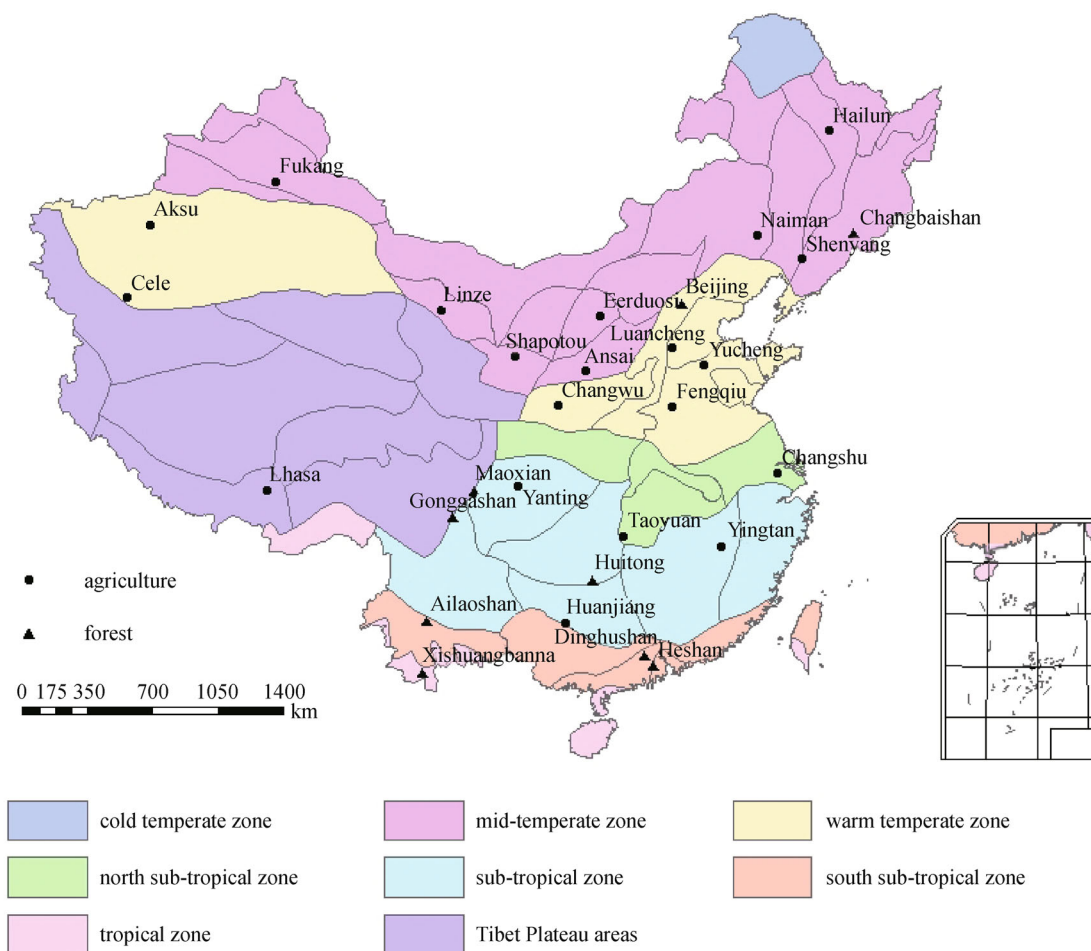 Hailun
Fukang
Aksu
Naiman
Changbaishan
Shenyang
Cele
Linze
Eerduosi
Beijing
Shapotou
Luancheng
Ansai
Yucheng
Changwu
Fengqiu
Lhasa
Maoxian
Changshu
Gonggashan
Yanting
Taoyuan
Yingtan
agriculture
Huitong
forest
Ailaoshan
Huanjiang
Dinghushan
Xishuangbanna
Heshan
0 175 350 700 1050 1400
km
cold temperate zone
mid-temperate zone
warm temperate zone
north sub-tropical zone
sub-tropical zone
south sub-tropical zone
tropical zone
Tibet Plateau areas